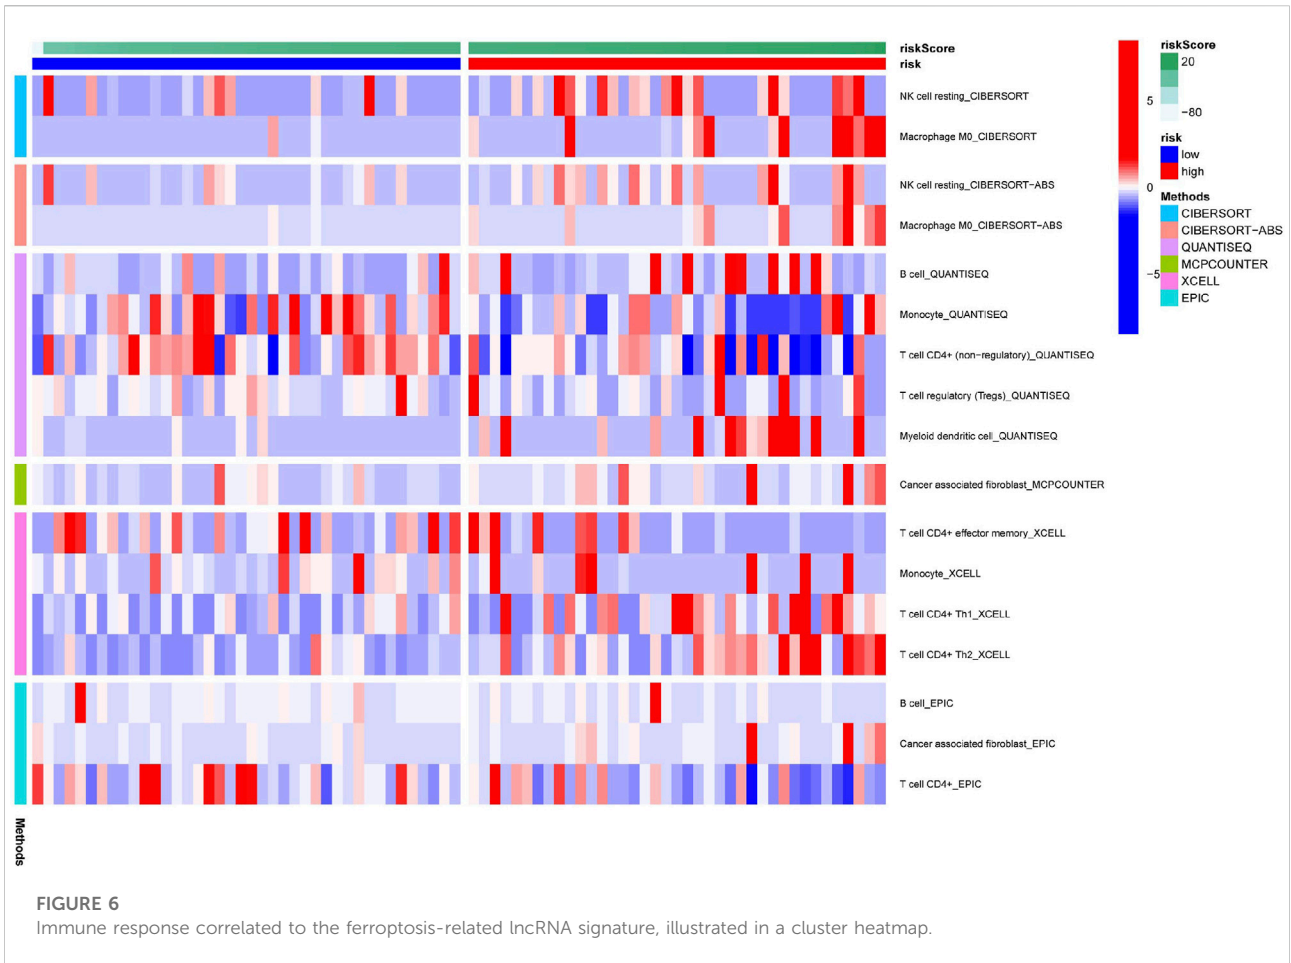 riskScore
risk
NK cell resting_CIBERSORT
Macrophage M0_CIBERSORT
NK cell resting_CIBERSORT−ABS
Macrophage M0_CIBERSORT−ABS
B cell_QUANTISEQ
Monocyte_QUANTISEQ
T cell CD4+ (non−regulatory)_QUANTISEQ
T cell regulatory (Tregs)_QUANTISEQ
Myeloid dendritic cell_QUANTISEQ
Cancer associated fibroblast_MCPCOUNTER
T cell CD4+ effector memory_XCELL
Monocyte_XCELL
T cell CD4+ Th1_XCELL
T cell CD4+ Th2_XCELL
B cell_EPIC
Cancer associated fibroblast_EPIC
T cell CD4+_EPIC
Methods
5
0
−5
riskScore
20
−80
risk
low
high
Methods
CIBERSORT
CIBERSORT−ABS
QUANTISEQ
MCPCOUNTER
XCELL
EPIC
FIGURE 6
Immune response correlated to the ferroptosis-related lncRNA signature, illustrated in a cluster heatmap.